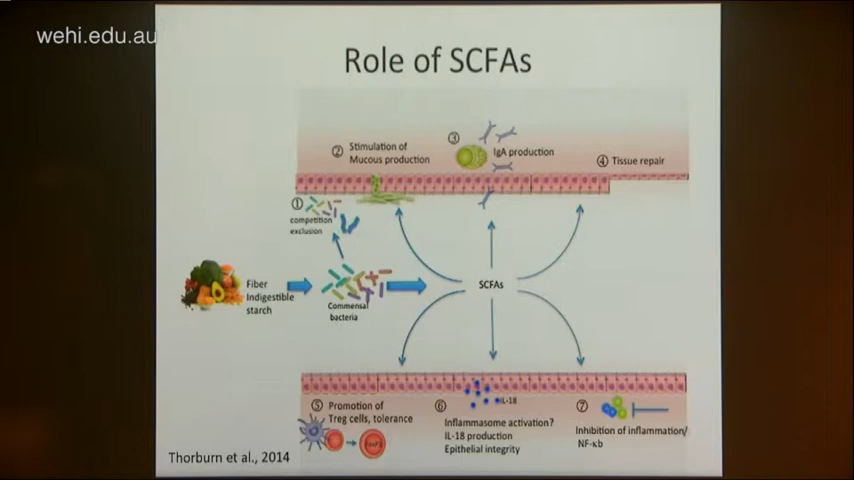 wehi.edu.au
Role of SCFAs
② Stimulation of
Mucous production
③
IgA production
④ Tissue repair
①
competition
exclusion
Fiber
Indigestible
starch
Commensal
bacteria
SCFAs
⑤ Promotion of
Treg cells, tolerance
FoxP3
⑥
IL-18
Inflammasome activation?
IL-18 production
Epithelial integrity
⑦
Inhibition of inflammation/
NF-κb
Thorburn et al., 2014